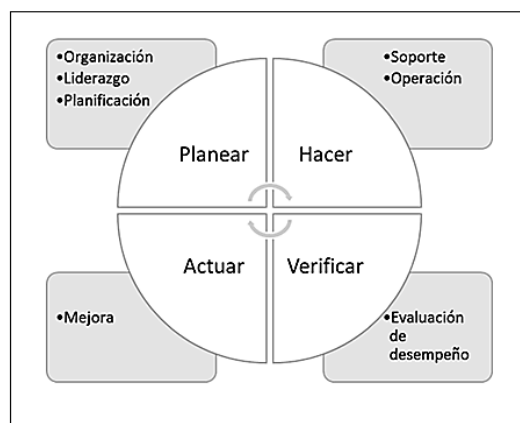 •Organización
•Liderazgo
•Planificación
•Soporte
•Operación
Planear
Hacer
Actuar
Verificar
•Mejora
•Evaluación
de
desempeño